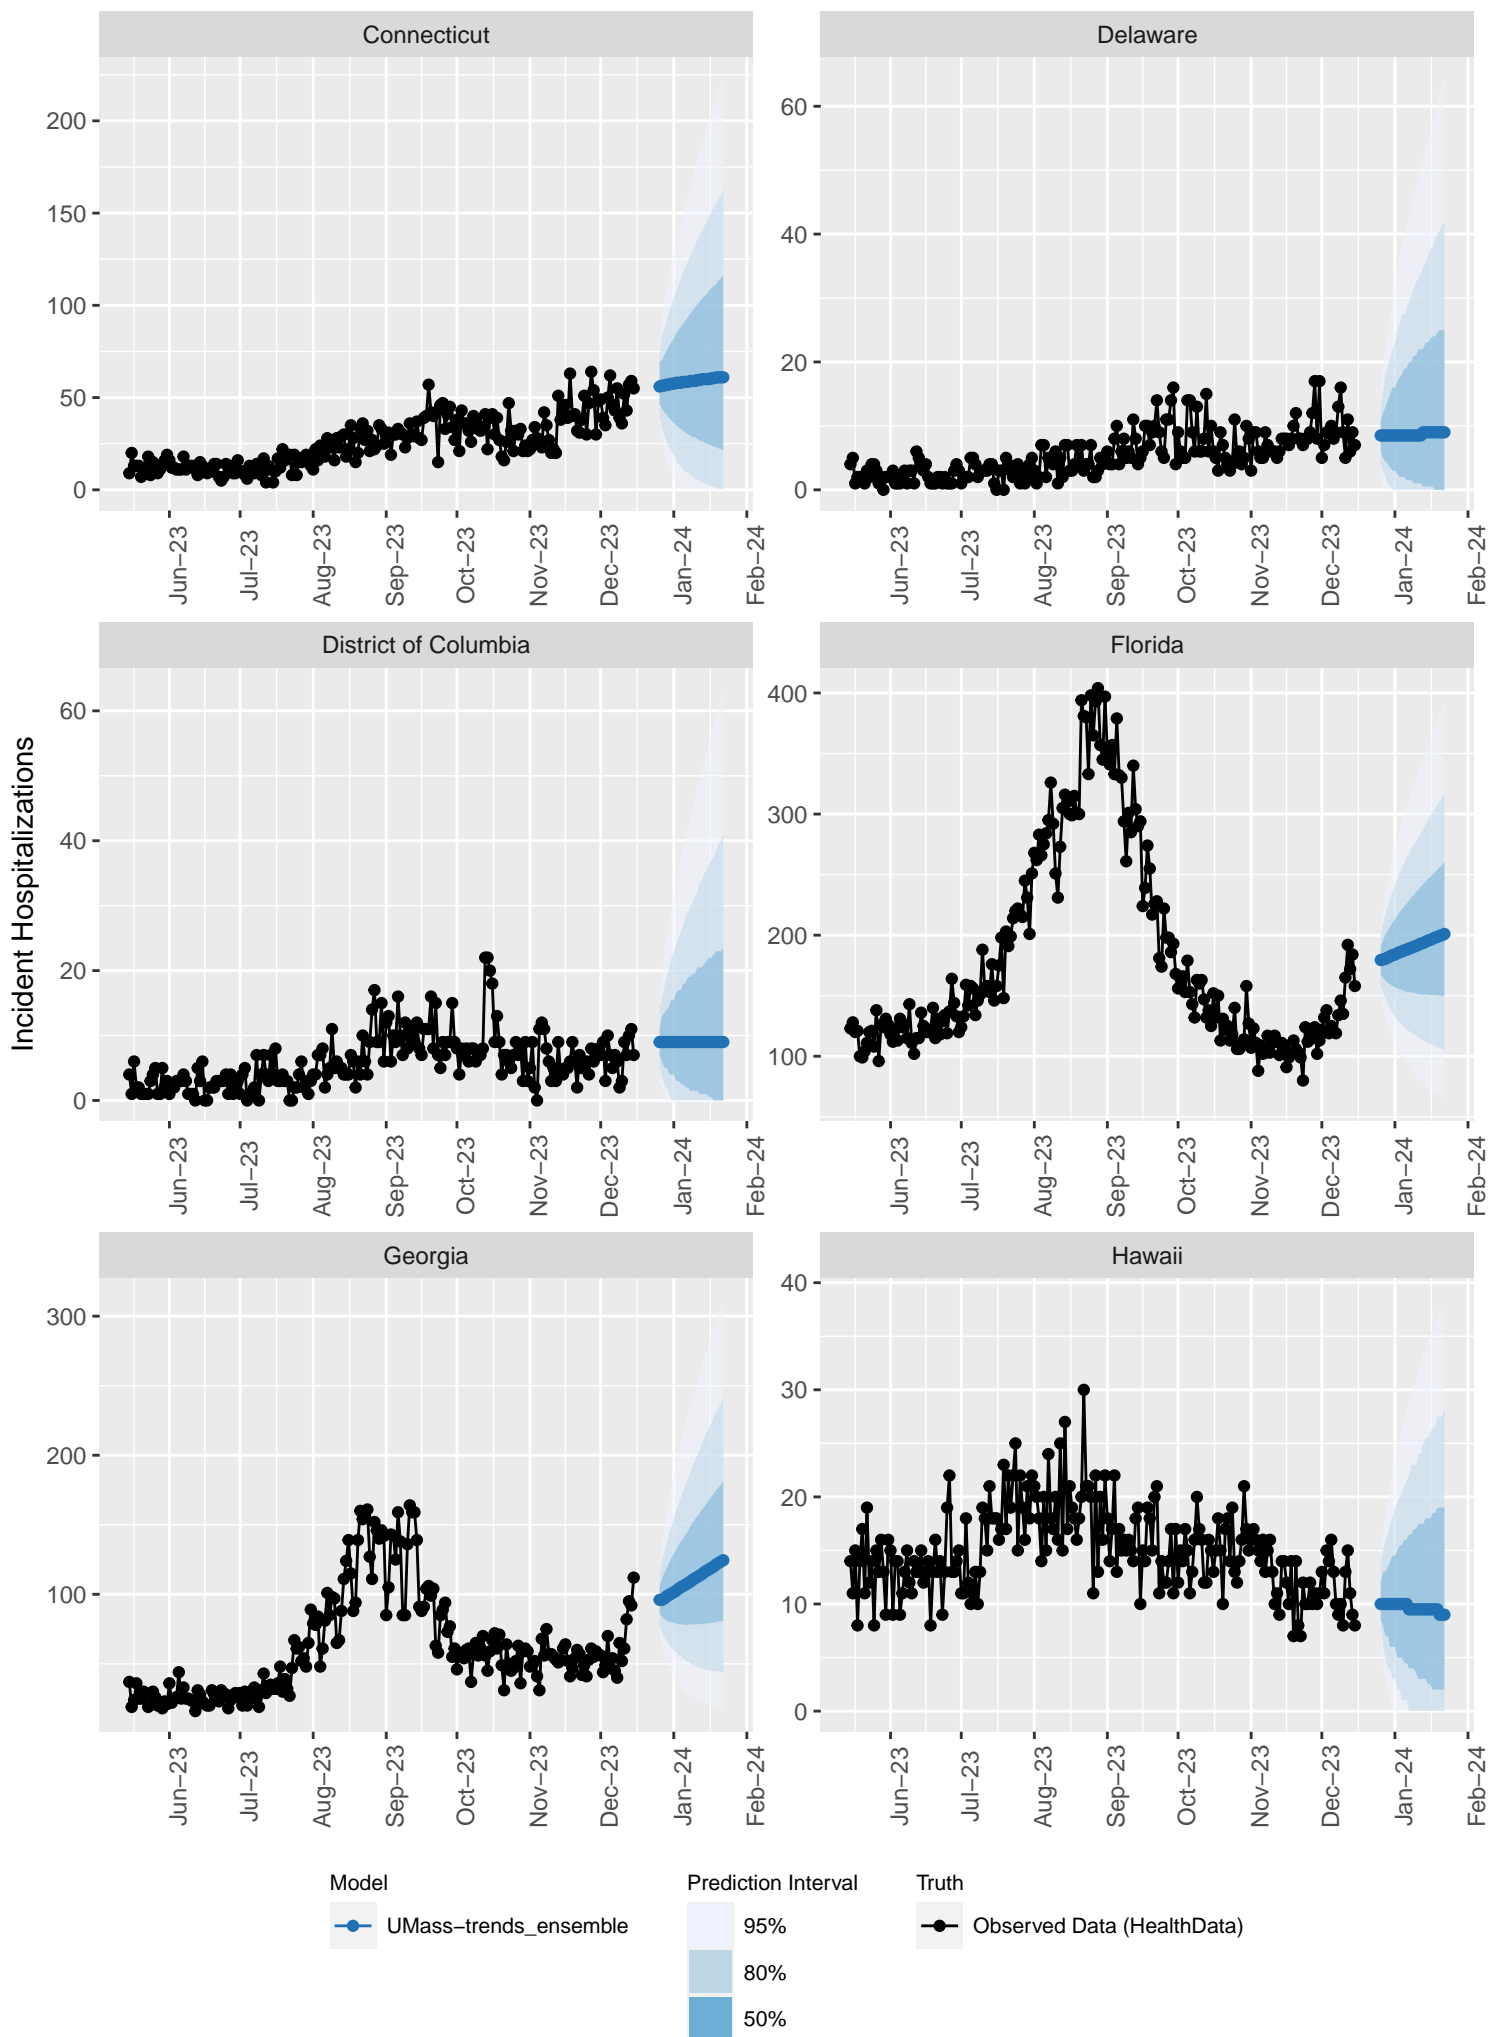 Connecticut
Delaware
200
150
100
50
0
60
40
20
0
Jun−23
Jul−23
Aug−23
Sep−23
Oct−23
Nov−23
Dec−23
Jan−24
Feb−24
Jun−23
Jul−23
Aug−23
Sep−23
Oct−23
Nov−23
Dec−23
Jan−24
Feb−24
Incident Hospitalizations
District of Columbia
Florida
60
40
20
0
400
300
200
100
Jun−23
Jul−23
Aug−23
Sep−23
Oct−23
Nov−23
Dec−23
Jan−24
Feb−24
Jun−23
Jul−23
Aug−23
Sep−23
Oct−23
Nov−23
Dec−23
Jan−24
Feb−24
Georgia
Hawaii
300
200
100
40
30
20
10
0
Jun−23
Jul−23
Aug−23
Sep−23
Oct−23
Nov−23
Dec−23
Jan−24
Feb−24
Jun−23
Jul−23
Aug−23
Sep−23
Oct−23
Nov−23
Dec−23
Jan−24
Feb−24
Model
UMass−trends_ensemble
Prediction Interval
95%
80%
50%
Truth
Observed Data (HealthData)